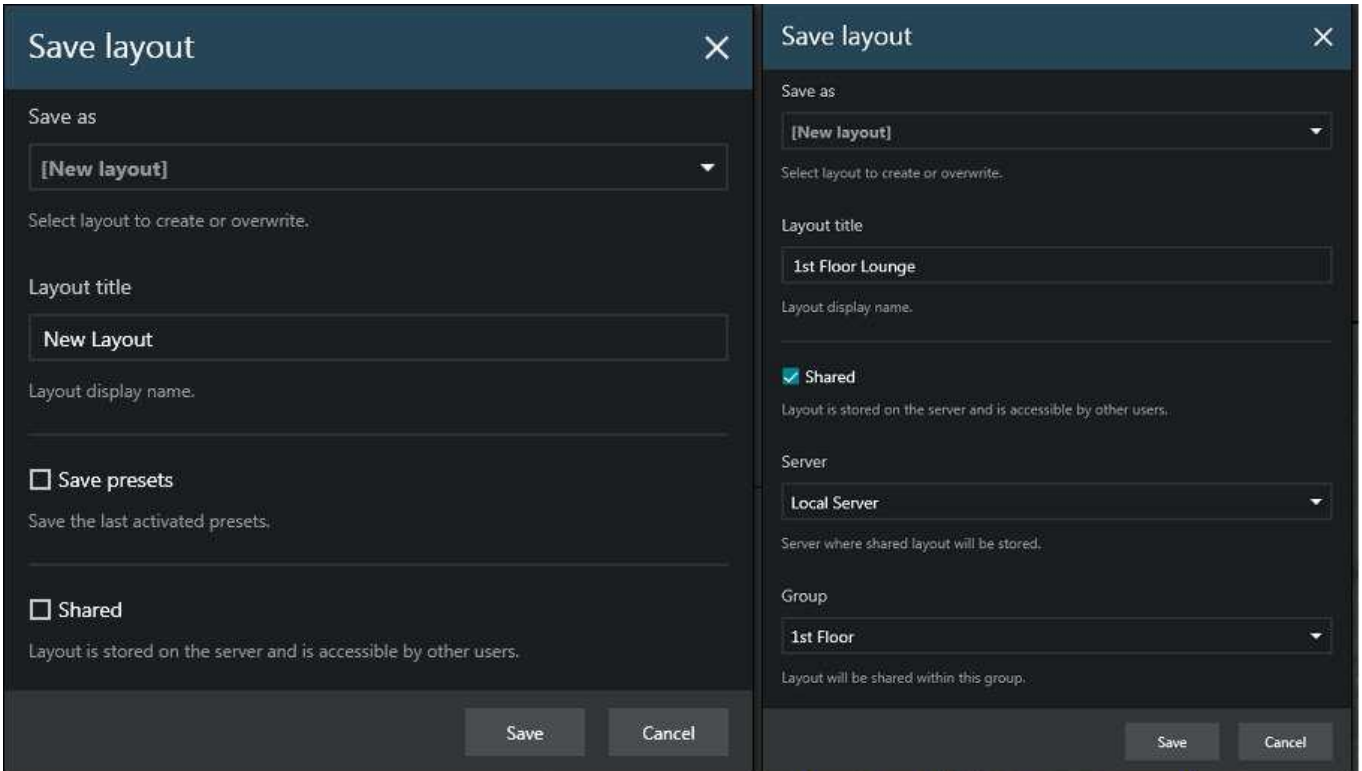 Save layout
Save as
[New layout]
Select layout to create or overwrite.
Layout title
New Layout
Layout display name.
Save presets
Save the last activated presets.
Shared
Layout is stored on the server and is accessible by other users.
Save
Cancel
Save layout
Save as
[New layout]
Select layout to create or overwrite.
Layout title
1st Floor Lounge
Layout display name.
Shared
Layout is stored on the server and is accessible by other users.
Server
Local Server
Server where shared layout will be stored.
Group
1st Floor
Layout will be shared within this group.
Save
Cancel